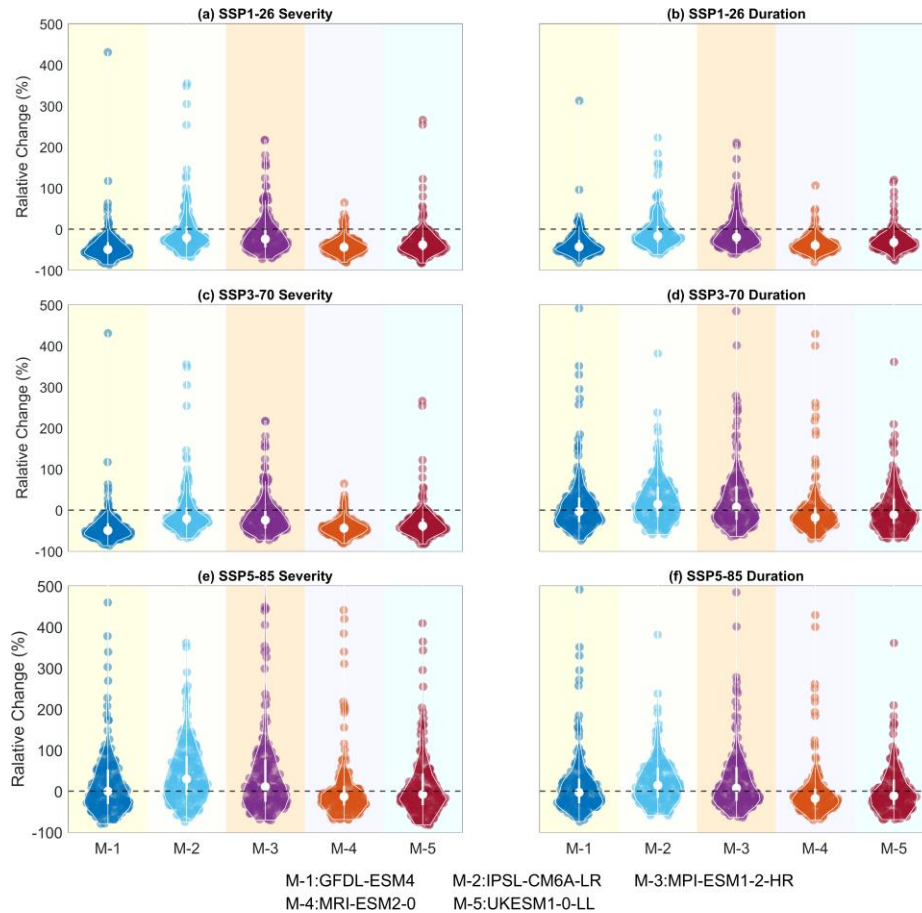 (a) SSP1-26 Severity
(b) SSP1-26 Duration
500
400
300
200
100
0
-100
Ralative Change (%)
(c) SSP3-70 Severity
(d) SSP3-70 Duration
500
400
300
200
100
0
-100
Ralative Change (%)
(e) SSP5-85 Severity
(f) SSP5-85 Duration
500
400
300
200
100
0
-100
Ralative Change (%)
M-1 M-2 M-3 M-4 M-5 M-1 M-2 M-3 M-4 M-5
M-1:GFDL-ESM4 M-2:IPSL-CM6A-LR M-3:MPI-ESM1-2-HR
M-4:MRI-ESM2-0 M-5:UKESM1-0-LL